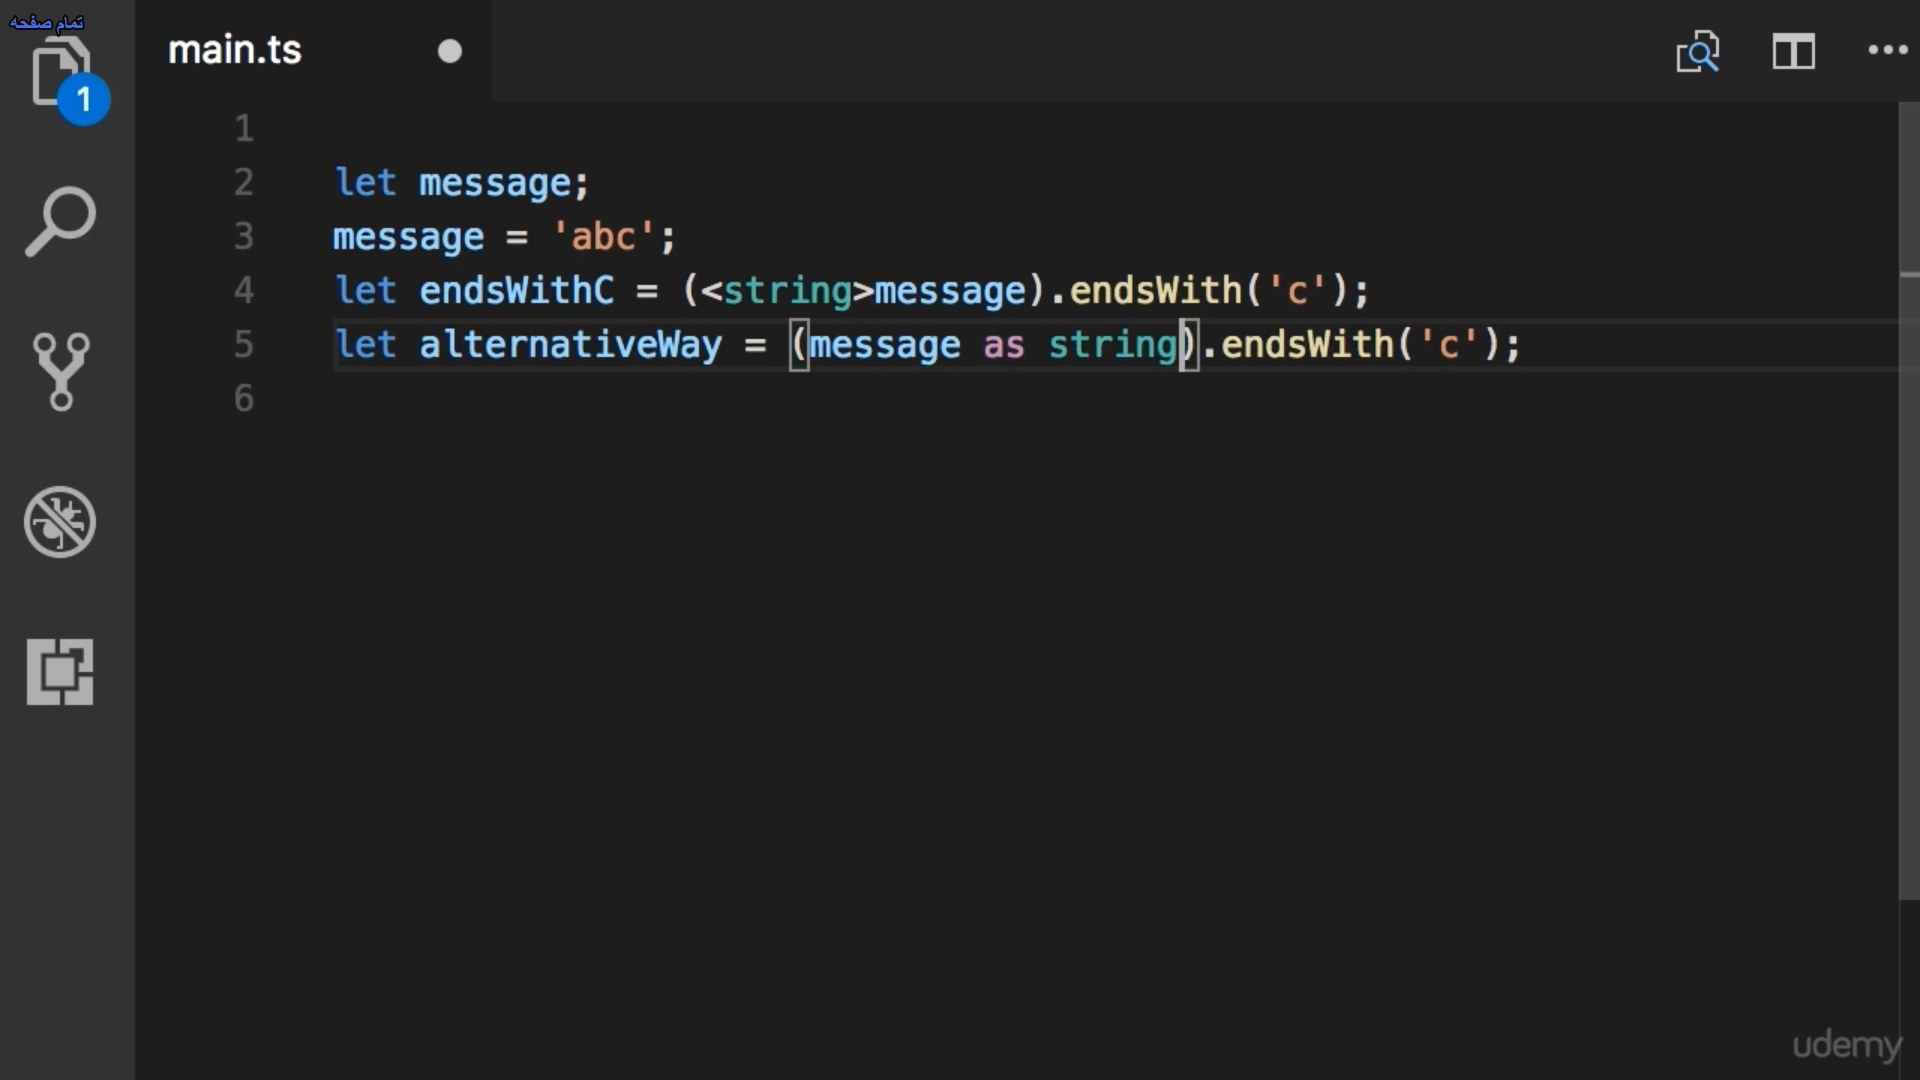 تمام صفحه
main.ts
1
1
2 let message;
3 message = 'abc';
4 let endsWithC = (<string>message).endsWith('c');
5 let alternativeWay = (message as string).endsWith('c');
6
udemy